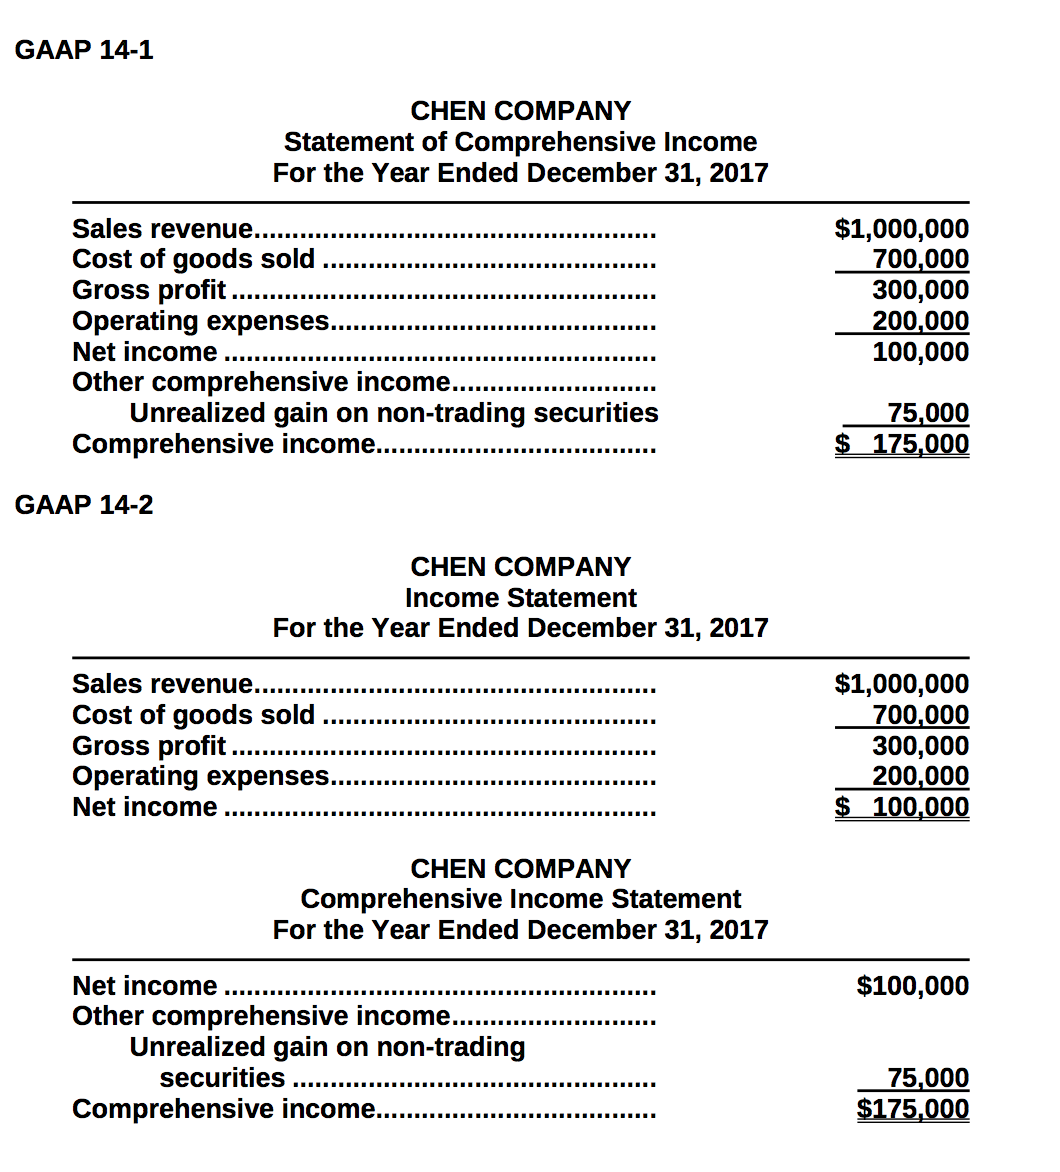 GAAP 14-1
CHEN COMPANY
Statement of Comprehensive Income
For the Year Ended December 31, 2017
Sales revenue..................................................... $1,000,000
Cost of goods sold ............................................ 700,000
Gross profit ........................................................ 300,000
Operating expenses........................................... 200,000
Net income ......................................................... 100,000
Other comprehensive income...........................
Unrealized gain on non-trading securities 75,000
Comprehensive income..................................... $ 175,000
GAAP 14-2
CHEN COMPANY
Income Statement
For the Year Ended December 31, 2017
Sales revenue..................................................... $1,000,000
Cost of goods sold ............................................ 700,000
Gross profit ........................................................ 300,000
Operating expenses........................................... 200,000
Net income ......................................................... $ 100,000
CHEN COMPANY
Comprehensive Income Statement
For the Year Ended December 31, 2017
Net income ......................................................... $100,000
Other comprehensive income...........................
Unrealized gain on non-trading
securities ................................................ 75,000
Comprehensive income..................................... $175,000